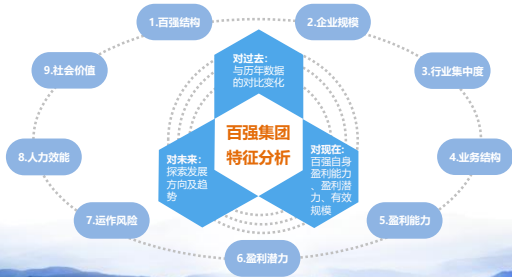 1.百强结构
2.企业规模
3.行业集中度
4.业务结构
5.盈利能力
6.盈利潜力
7.运作风险
8.人力效能
9.社会价值
对过去：
与历年数据
的对比变化
百强集团
特征分析
对未来：
探索发展
方向及趋
势
对现在：
百强自身
盈利能力
、盈利潜
力、有效
规模